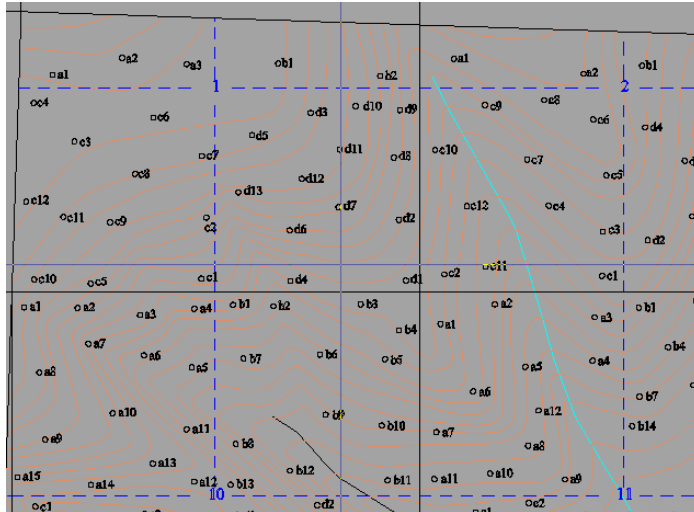 a1 a2 a3 b1 b2 a1 a2 b1
1 2
c4 c6 d3 d10 d9 c9 a8 c6 d4
c3 c7 d5 d11 d8 c10 c7 c5
c8 d13 d12
c12 c11 c9 c2 d6 d7 d2 c12 c4 c3 d2
c10 c5 c1 d4 d1 c2 c11 c1
a1 a2 a3 a4 b1 b2 b3 b4 a1 a2 a3 b1
a7 a6 a5 b7 b6 b5 a5 a4 b4
a8 a10 b9 a6 a12 b7
a9 a11 b8 b10 a7 a8 b14
a15 a14 a13 a12 b13 b12 b11 a11 a10 a9
10 11
c1 d2 c2